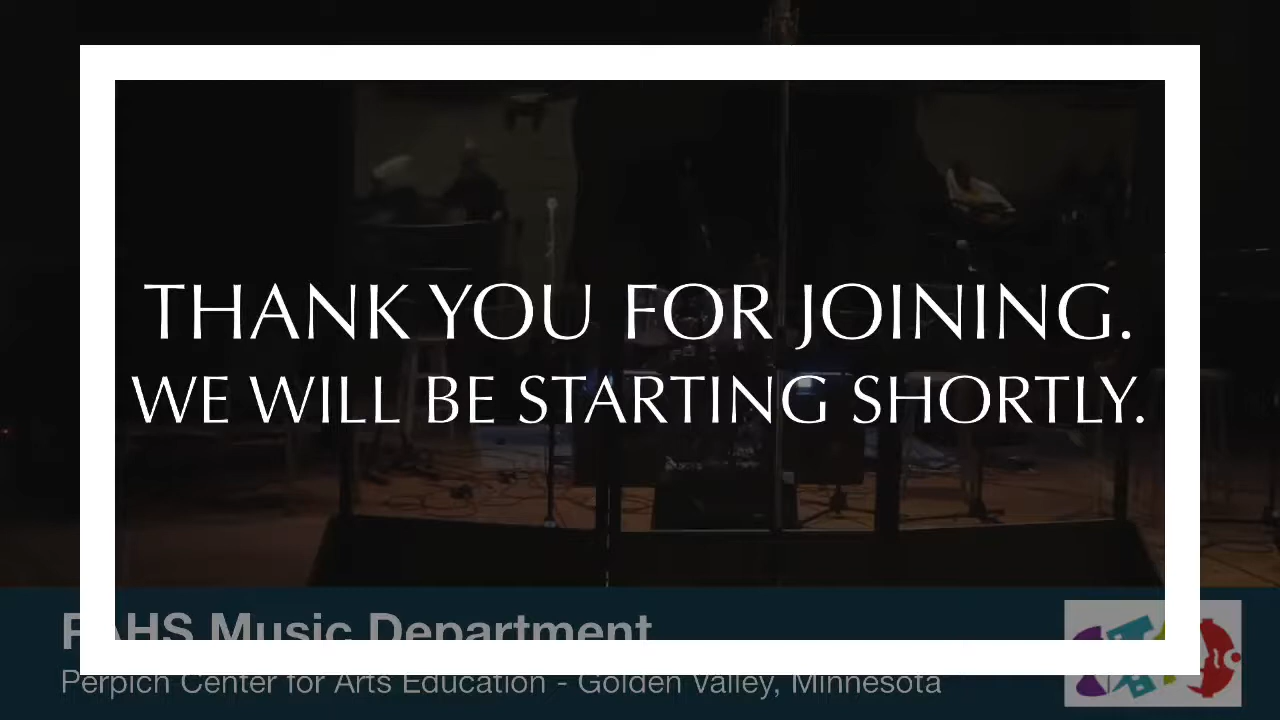 THANK YOU FOR JOINING.
WE WILL BE STARTING SHORTLY.
PAHS Music Department
Perpich Center for Arts Education - Golden Valley, Minnesota